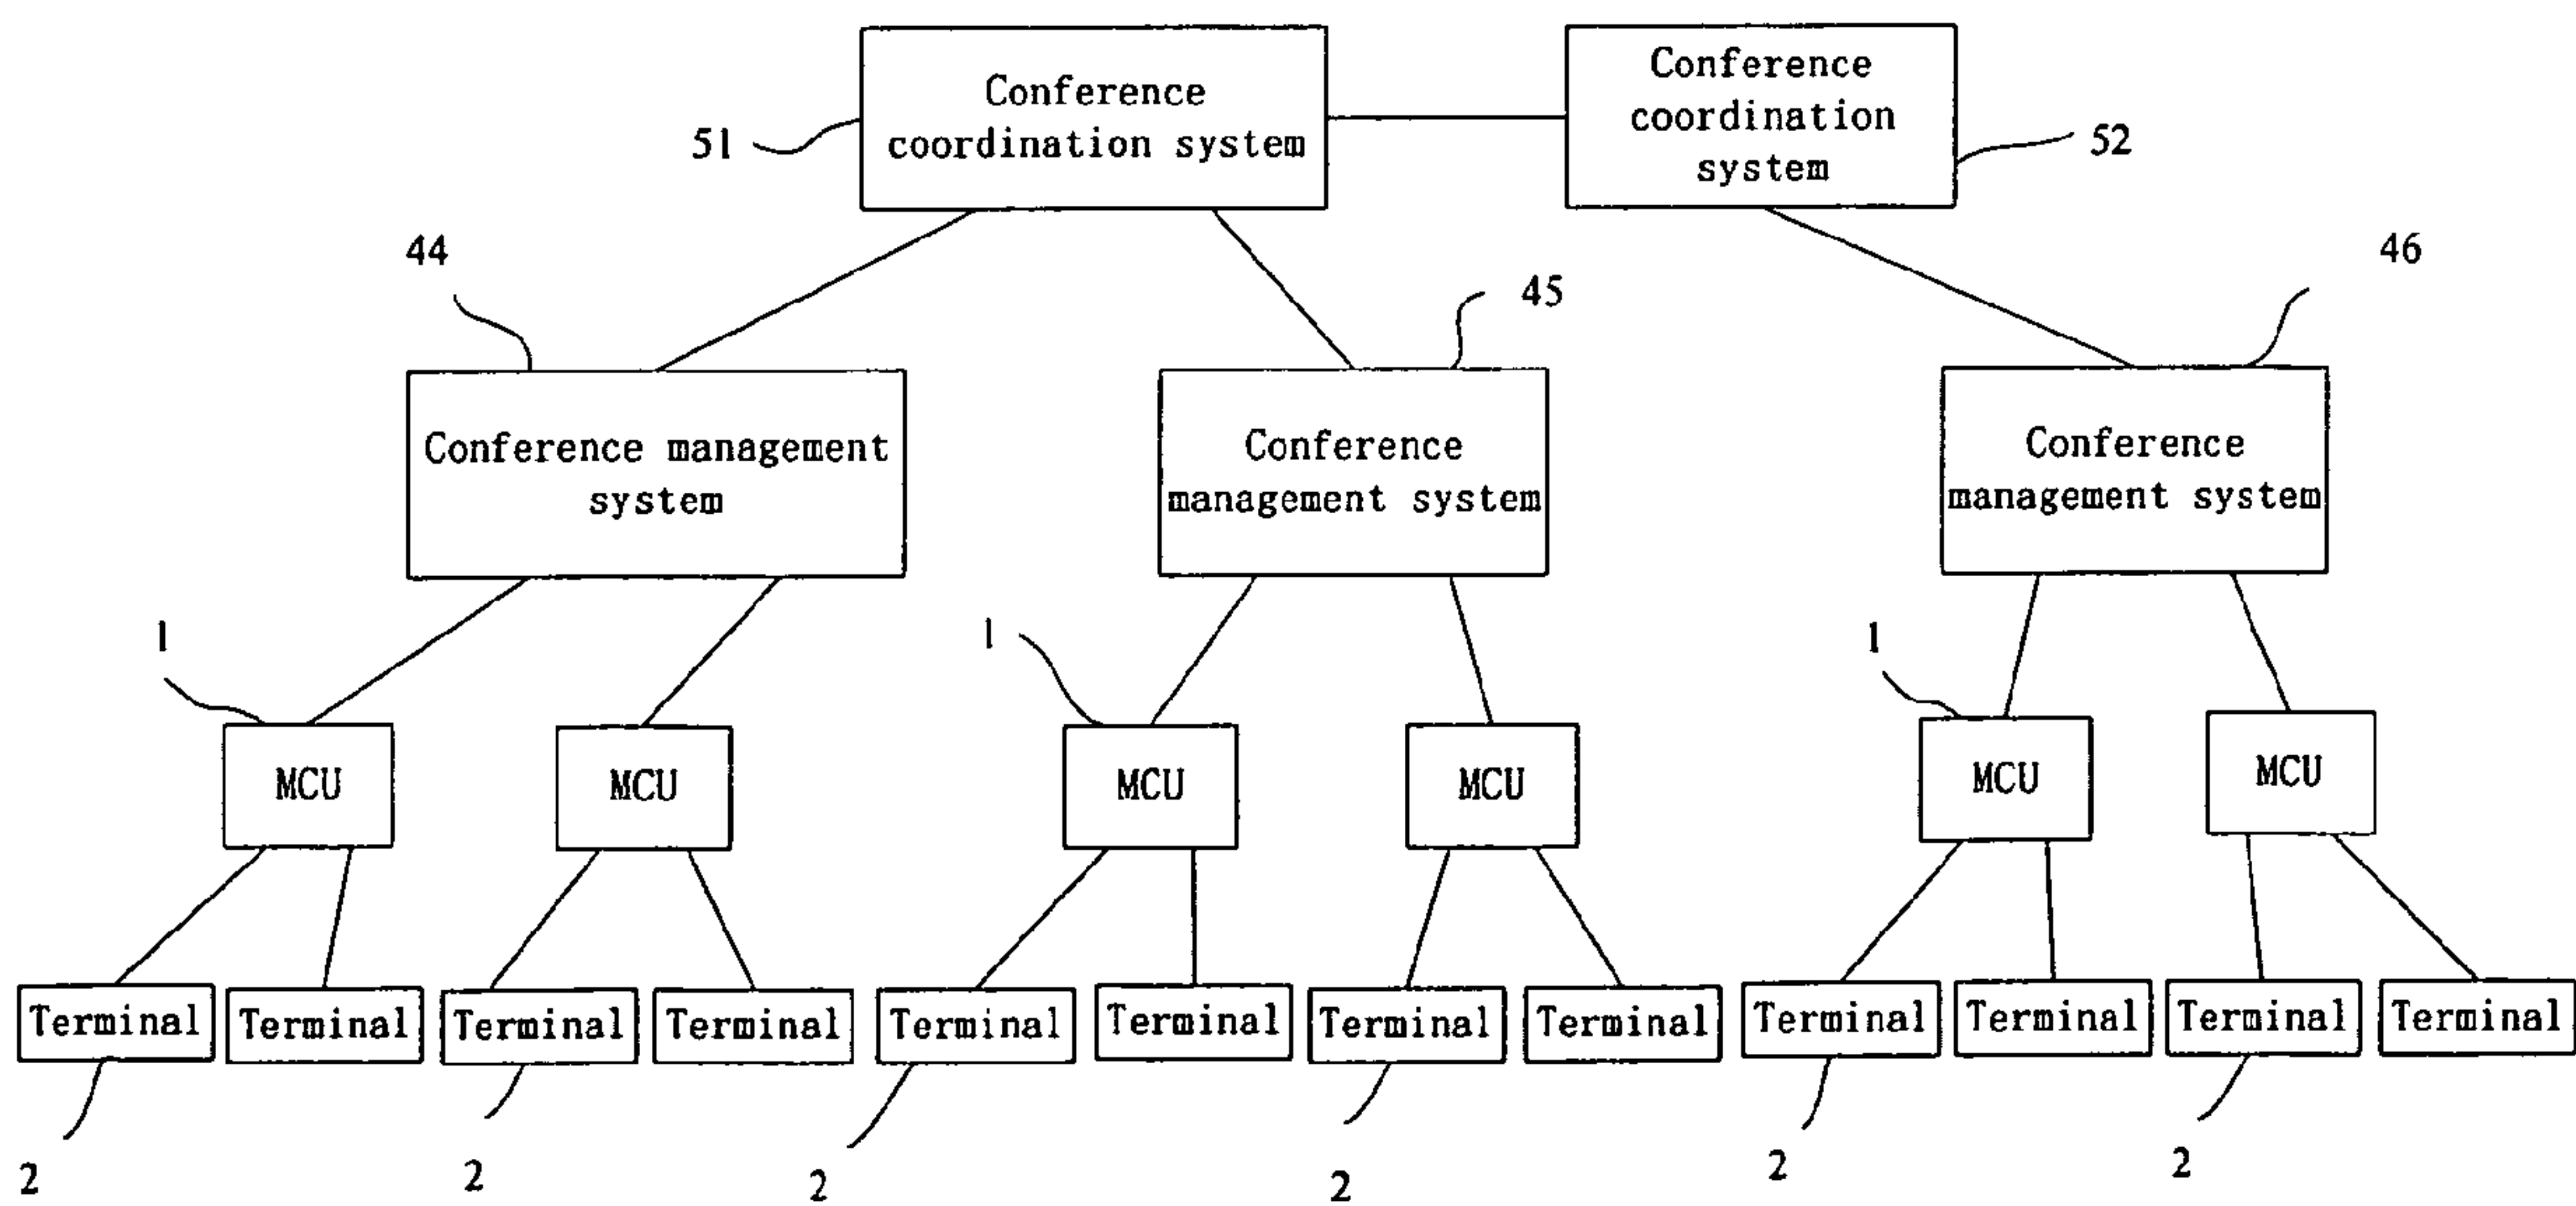 Conference
coordination system
Conference
coordination
system
51
52
44
45
46
Conference management
system
Conference
management system
Conference
management system
1
1
1
MCU
MCU
MCU
MCU
MCU
MCU
Terminal
Terminal
Terminal
Terminal
Terminal
Terminal
Terminal
Terminal
Terminal
Terminal
Terminal
Terminal
2
2
2
2
2
2